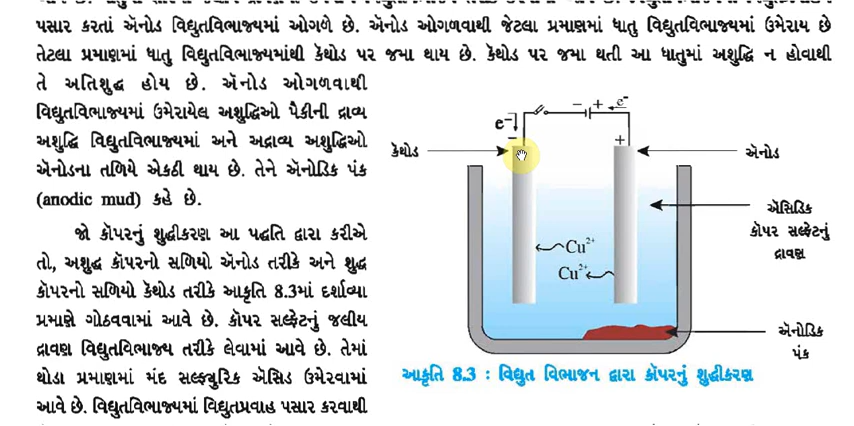 પસાર કરતાં ઍનોડ વિદ્યુતવિભાજ્યમાં ઓગળે છે. ઍનોડ ઓગળવાથી જેટલા પ્રમાણમાં ધાતુ વિદ્યુતવિભાજ્યમાં ઉમેરાય છે
તેટલા પ્રમાણમાં ધાતુ વિદ્યુતવિભાજ્યમાંથી કૅથોડ પર જમા થાય છે. કૅથોડ પર જમા થતી આ ધાતુમાં અશુદ્ધિ ન હોવાથી
તે અતિશુદ્ધ હોય છે. ઍનોડ ઓગળવાથી
વિદ્યુતવિભાજ્યમાં ઉમેરાયેલ અશુદ્ધિઓ પૈકીની દ્રાવ્ય
અશુદ્ધિ વિદ્યુતવિભાજ્યમાં અને અદ્રાવ્ય અશુદ્ધિઓ
ઍનોડના તળિયે એકઠી થાય છે. તેને ઍનોડિક પંક
(anodic mud) કહે છે.
જો કૉપરનું શુદ્ધીકરણ આ પદ્ધતિ દ્વારા કરીએ
તો, અશુદ્ધ કૉપરનો સળિયો ઍનોડ તરીકે અને શુદ્ધ
કૉપરનો સળિયો કૅથોડ તરીકે આકૃતિ 8.3માં દર્શાવ્યા
પ્રમાણે ગોઠવવામાં આવે છે. કૉપર સલ્ફેટનું જલીય
દ્રાવણ વિદ્યુતવિભાજ્ય તરીકે લેવામાં આવે છે. તેમાં
થોડા પ્રમાણમાં મંદ સલ્ફ્યુરિક ઍસિડ ઉમેરવામાં
આવે છે. વિદ્યુતવિભાજ્યમાં વિદ્યુતપ્રવાહ પસાર કરવાથી
e⁻
− +
e⁻
−
+
કૅથોડ
ઍનોડ
ઍસિડિક
કૉપર સલ્ફેટનું
દ્રાવણ
Cu²⁺
Cu²⁺
ઍનોડિક
પંક
આકૃતિ 8.3 : વિદ્યુત વિભાજન દ્વારા કૉપરનું શુદ્ધીકરણ